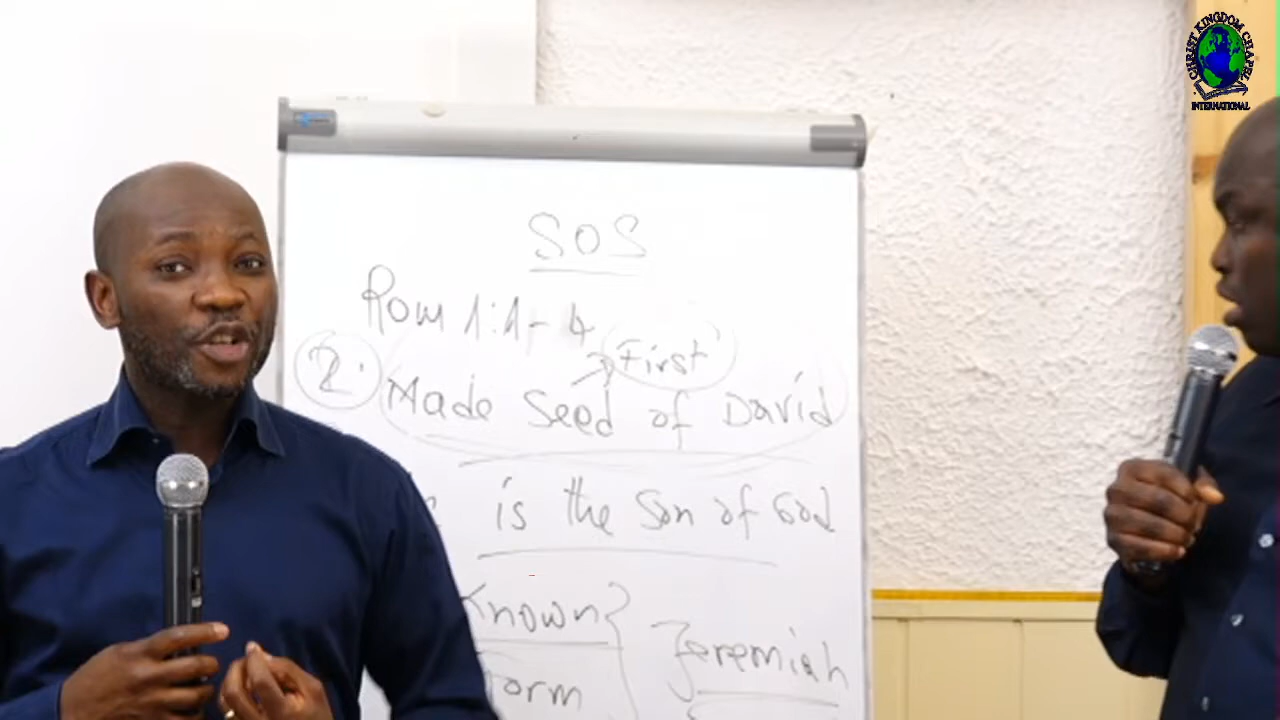 CHRIST KINGDOM CHAPEL
INTERNATIONAL
SOS
Rom 1:1-4
First
2. Made Seed of David
is the Son of God
Known
Form
Jeremiah